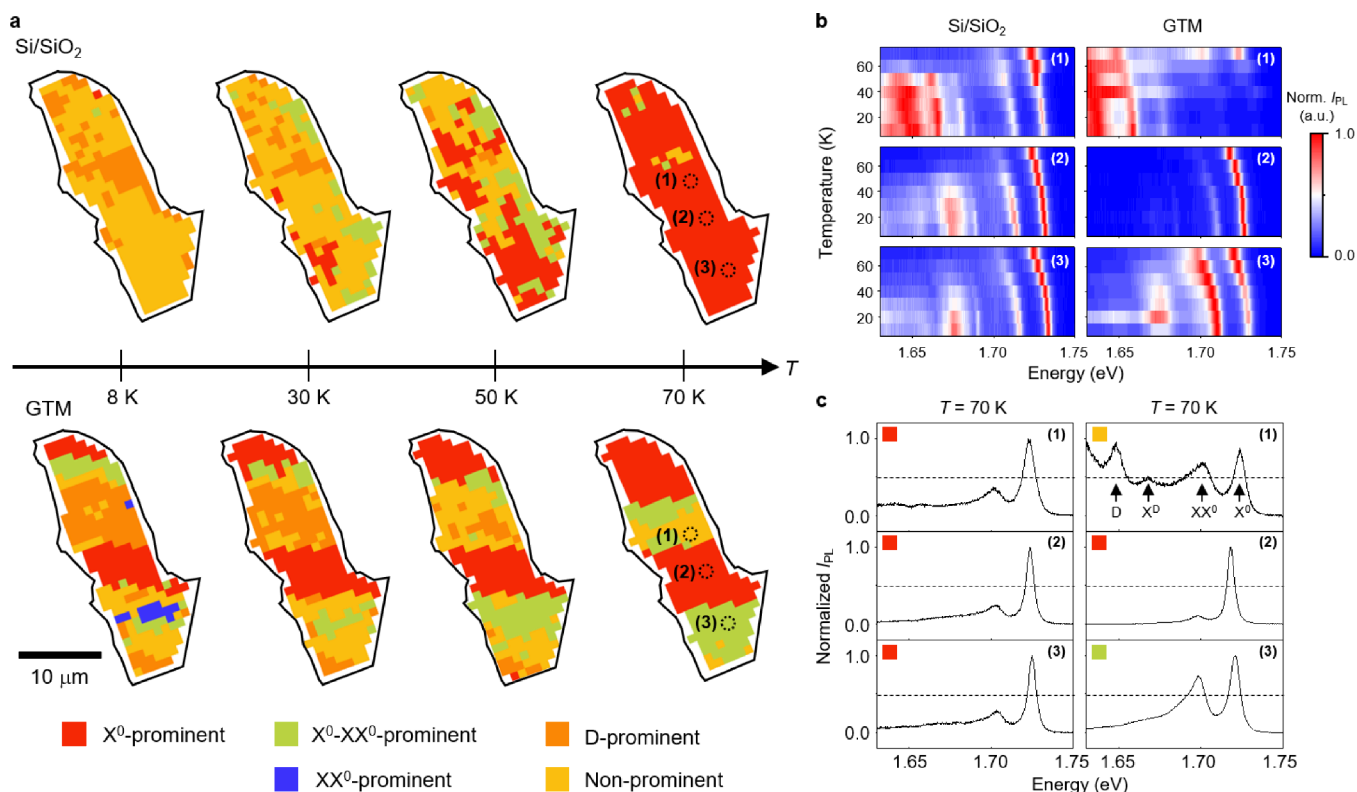 a
Si/SiO₂
(1)
(2)
(3)
8 K
30 K
50 K
70 K
T
GTM
(1)
(2)
(3)
10 μm
X⁰-prominent
X⁰-XX⁰-prominent
D-prominent
XX⁰-prominent
Non-prominent
b
Si/SiO₂
GTM
(1)
(1)
60
40
20
(2)
(2)
60
40
20
(3)
(3)
60
40
20
Temperature (K)
1.65
1.70
1.75
1.65
1.70
1.75
Energy (eV)
Norm. I_PL
(a.u.)
1.0
0.0
c
T = 70 K
T = 70 K
1.0
(1)
(1)
D
X^D
XX⁰
X⁰
0.0
1.0
(2)
(2)
0.0
1.0
(3)
(3)
0.0
Normalized I_PL
1.65
1.70
1.75
1.65
1.70
1.75
Energy (eV)